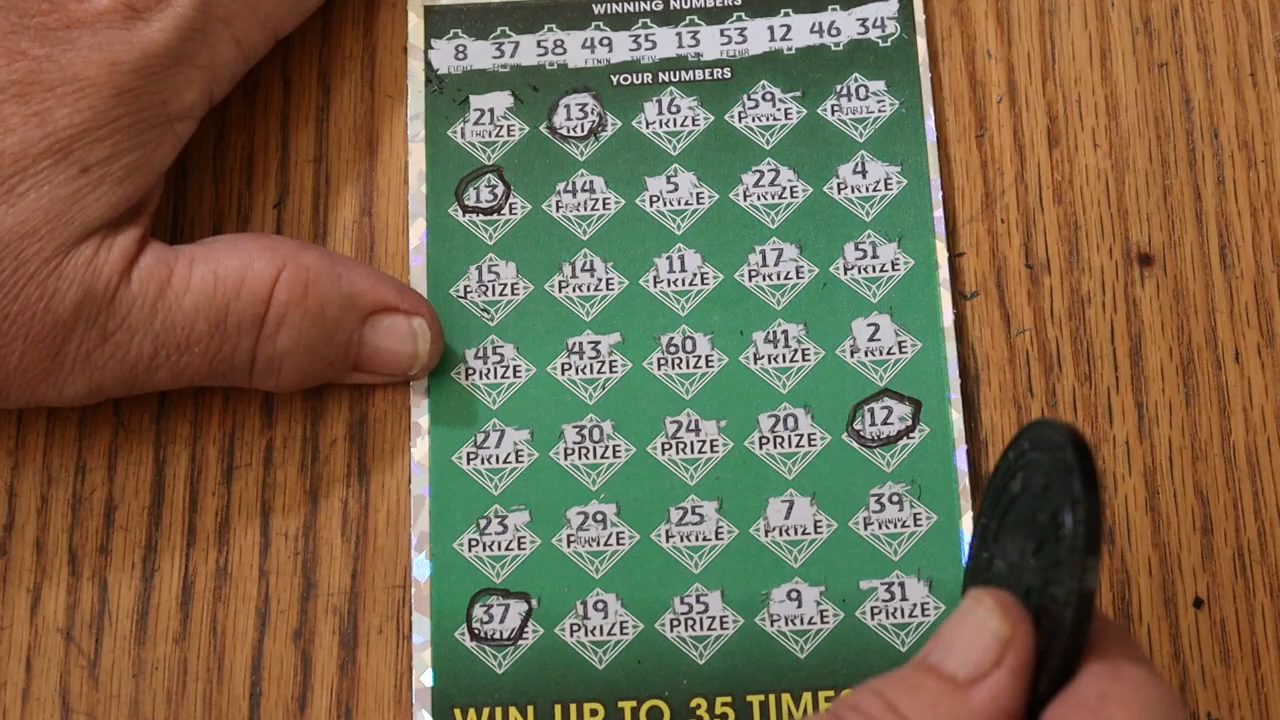 WINNING NUMBERS
8 37 58 49 35 13 53 12 46 34
YOUR NUMBERS
21 13 16 59 40
PRIZE PRIZE PRIZE PRIZE
13 44 5 22 4
PRIZE PRIZE PRIZE PRIZE PRIZE
15 14 11 17 51
PRIZE PRIZE PRIZE PRIZE PRIZE
45 43 60 41 2
PRIZE PRIZE PRIZE PRIZE PRIZE
27 30 24 20 12
PRIZE PRIZE PRIZE PRIZE
23 29 25 7 39
PRIZE PRIZE PRIZE PRIZE PRIZE
37 19 55 9 31
PRIZE PRIZE PRIZE PRIZE PRIZE
WIN UP TO 35 TIMES